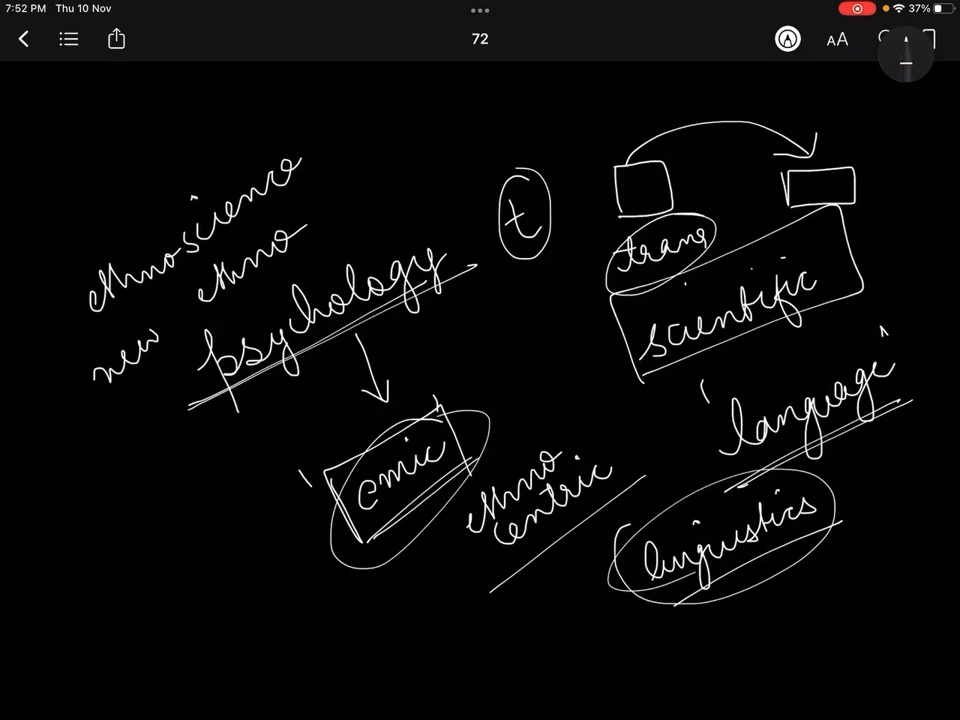 7:52 PM Thu 10 Nov
37%
72
AA
ethnoscience
ethno
new
psychology
t
trans
scientific
'language'
'emic
ethno
centric
linguistics